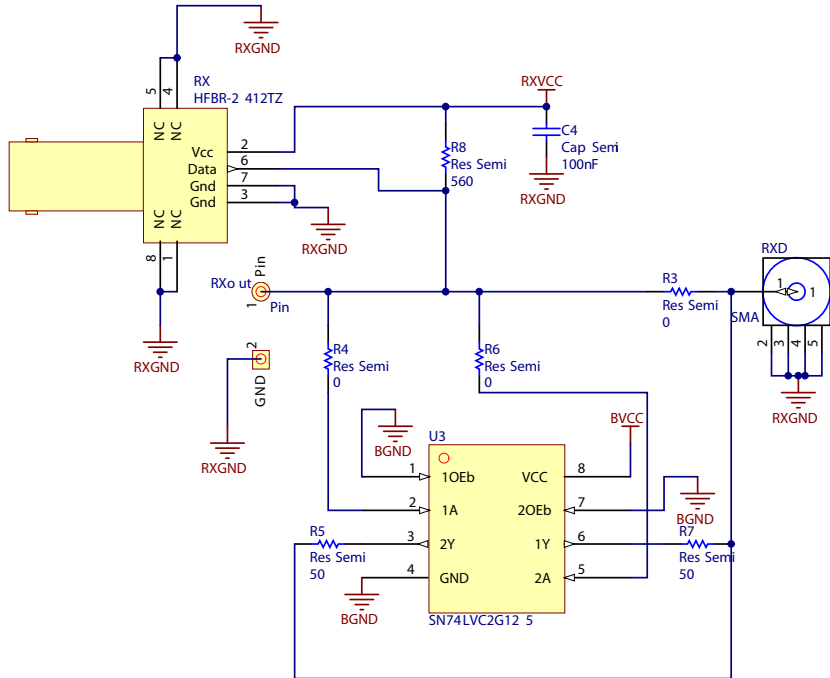 RXGND
5
4
RX
HFBR-2 412TZ
NC
NC
Vcc
2
Data
6
Gnd
7
Gnd
3
NC
NC
8
1
RXGND
RXGND
RXVCC
R8
Res Semi
560
C4
Cap Semi
100nF
RXGND
RXo ut
Pin
1
Pin
2
GND
RXGND
R3
Res Semi
0
RXD
1
1
SMA
2
3
4
5
RXGND
R4
Res Semi
0
R6
Res Semi
0
BGND
U3
BVCC
1
1OEb
VCC
8
2
1A
2OEb
7
BGND
R5
Res Semi
50
3
2Y
1Y
6
R7
Res Semi
50
4
GND
2A
5
BGND
SN74LVC2G12 5